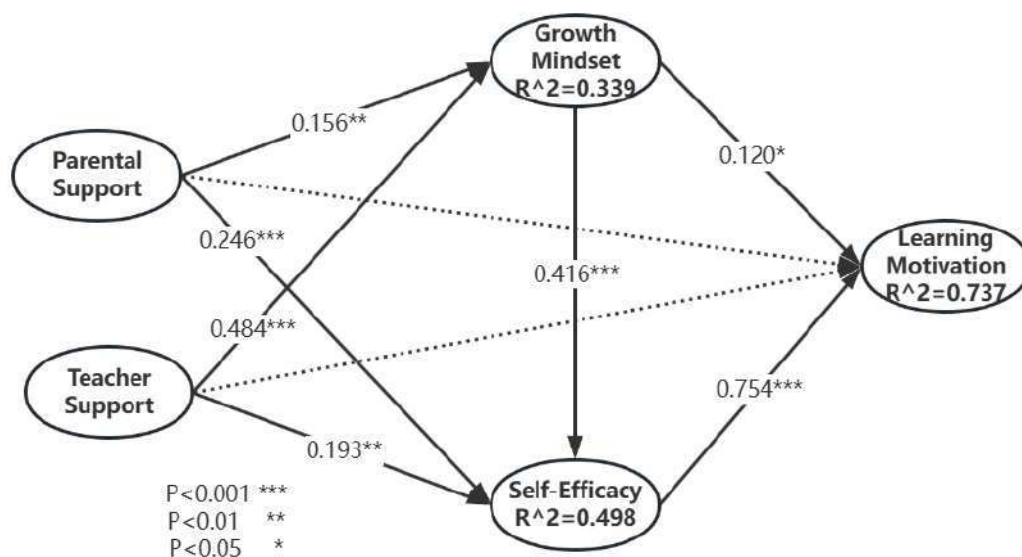 Growth
Mindset
R^2=0.339
0.156**
0.120*
Parental
Support
0.246***
0.416***
Learning
Motivation
R^2=0.737
0.484***
Teacher
Support
0.754***
0.193**
Self-Efficacy
R^2=0.498
P<0.001 ***
P<0.01 **
P<0.05 *